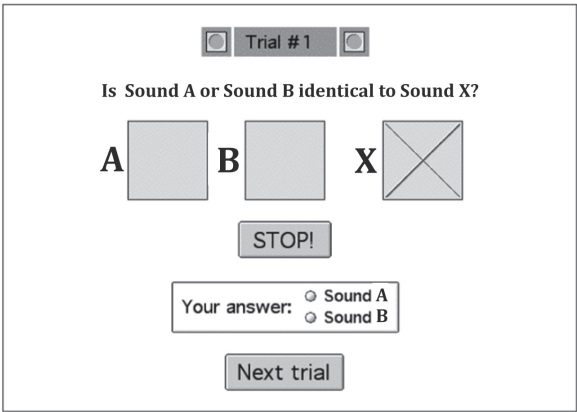 Trial #1
Is Sound A or Sound B identical to Sound X?
A B X
STOP!
Your answer: Sound A
Sound B
Next trial